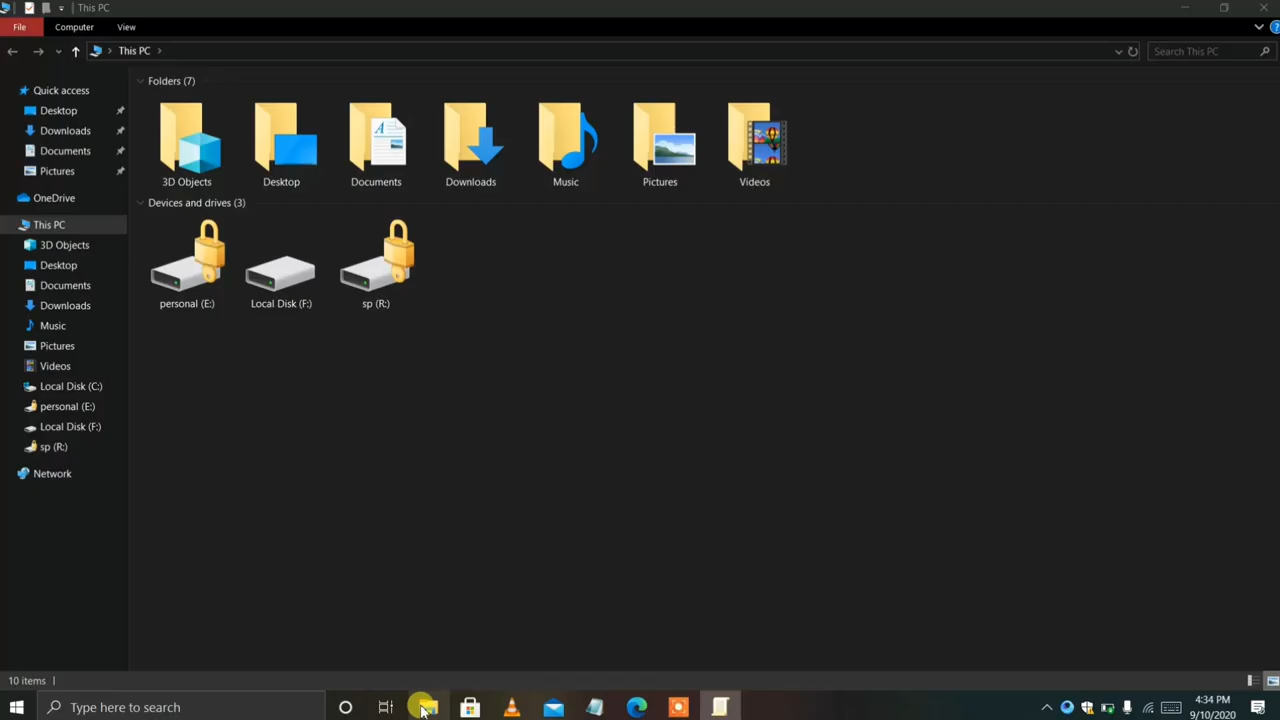 This PC
File
Computer
View
This PC
Search This PC
Quick access
Desktop
Downloads
Documents
Pictures
OneDrive
This PC
3D Objects
Desktop
Documents
Downloads
Music
Pictures
Videos
Local Disk (C:)
personal (E:)
Local Disk (F:)
sp (R:)
Network
Folders (7)
3D Objects
Desktop
Documents
Downloads
Music
Pictures
Videos
Devices and drives (3)
personal (E:)
Local Disk (F:)
sp (R:)
10 items
Type here to search
4:34 PM
9/10/2020